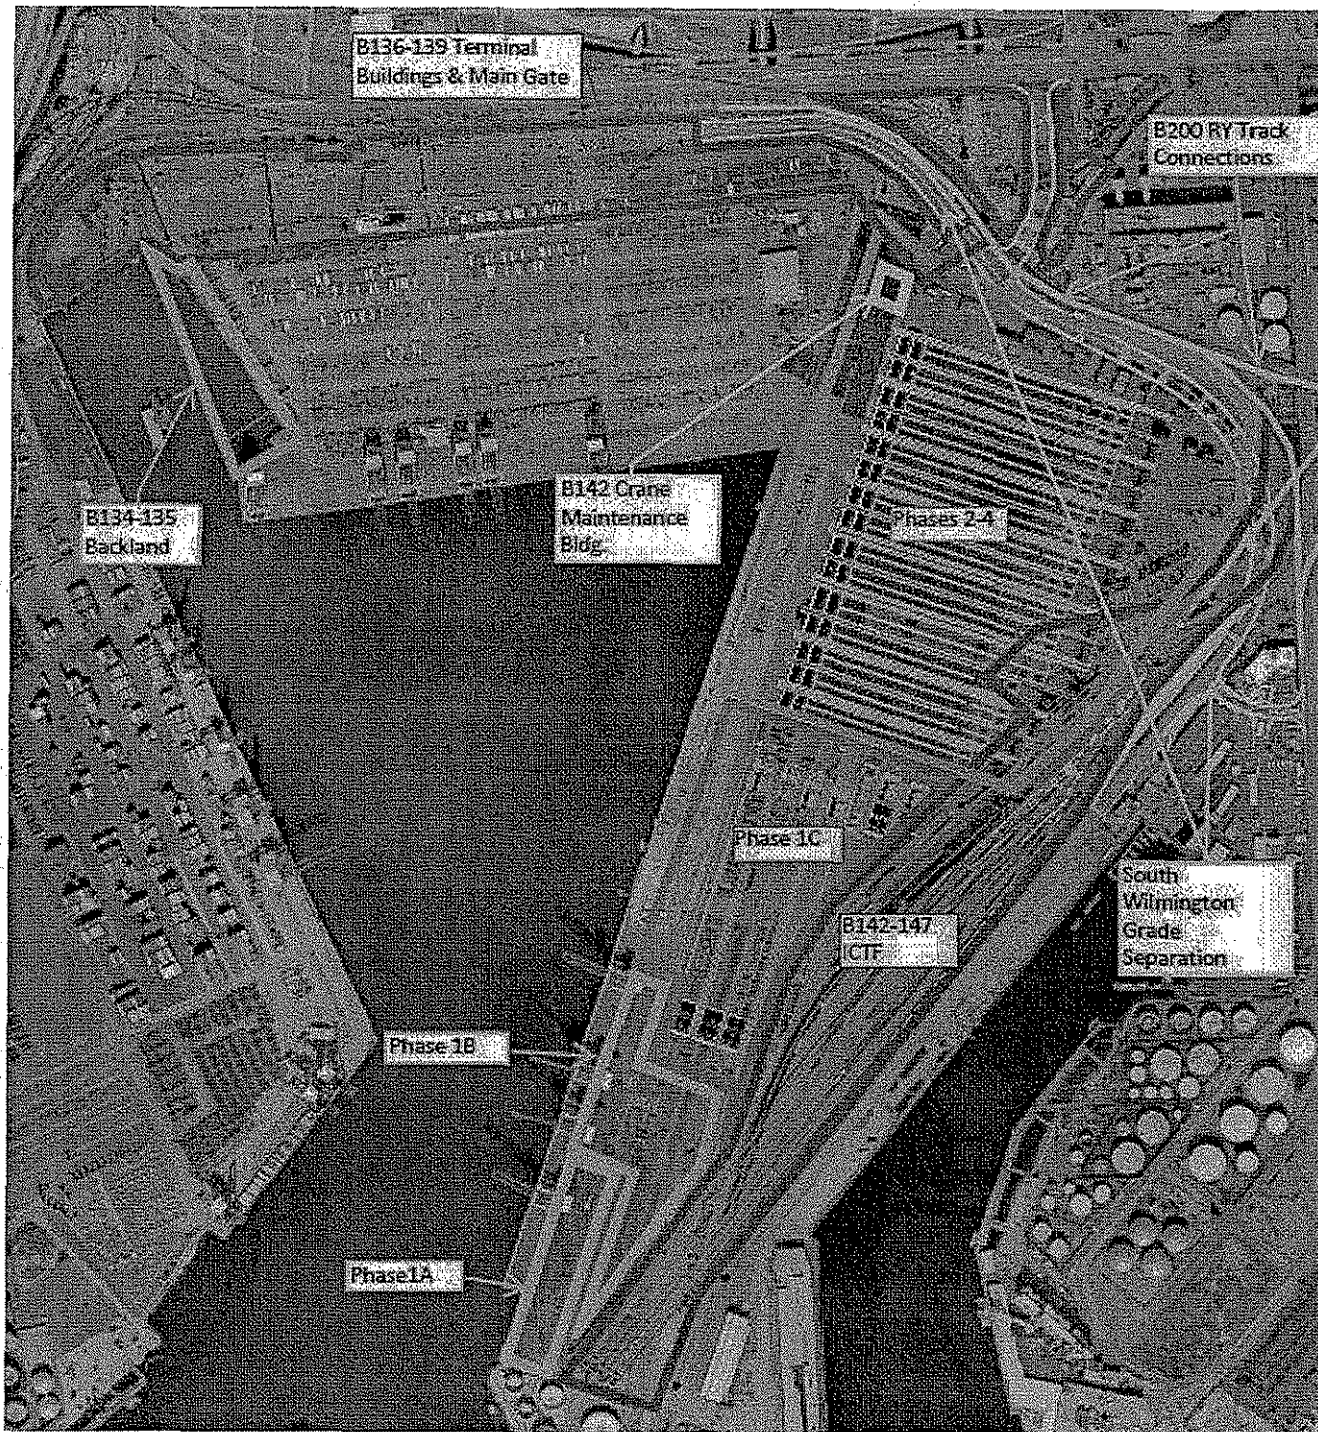 B136-139 Terminal
Buildings & Main Gate
B200 RY Track
Connections
B134-135
Backland
B142 Crane
Maintenance
Bldg.
Phases 2-4
Phase 1C
B142-147
ICTF
South
Wilmington
Grade
Separation
Phase 1B
Phase1A